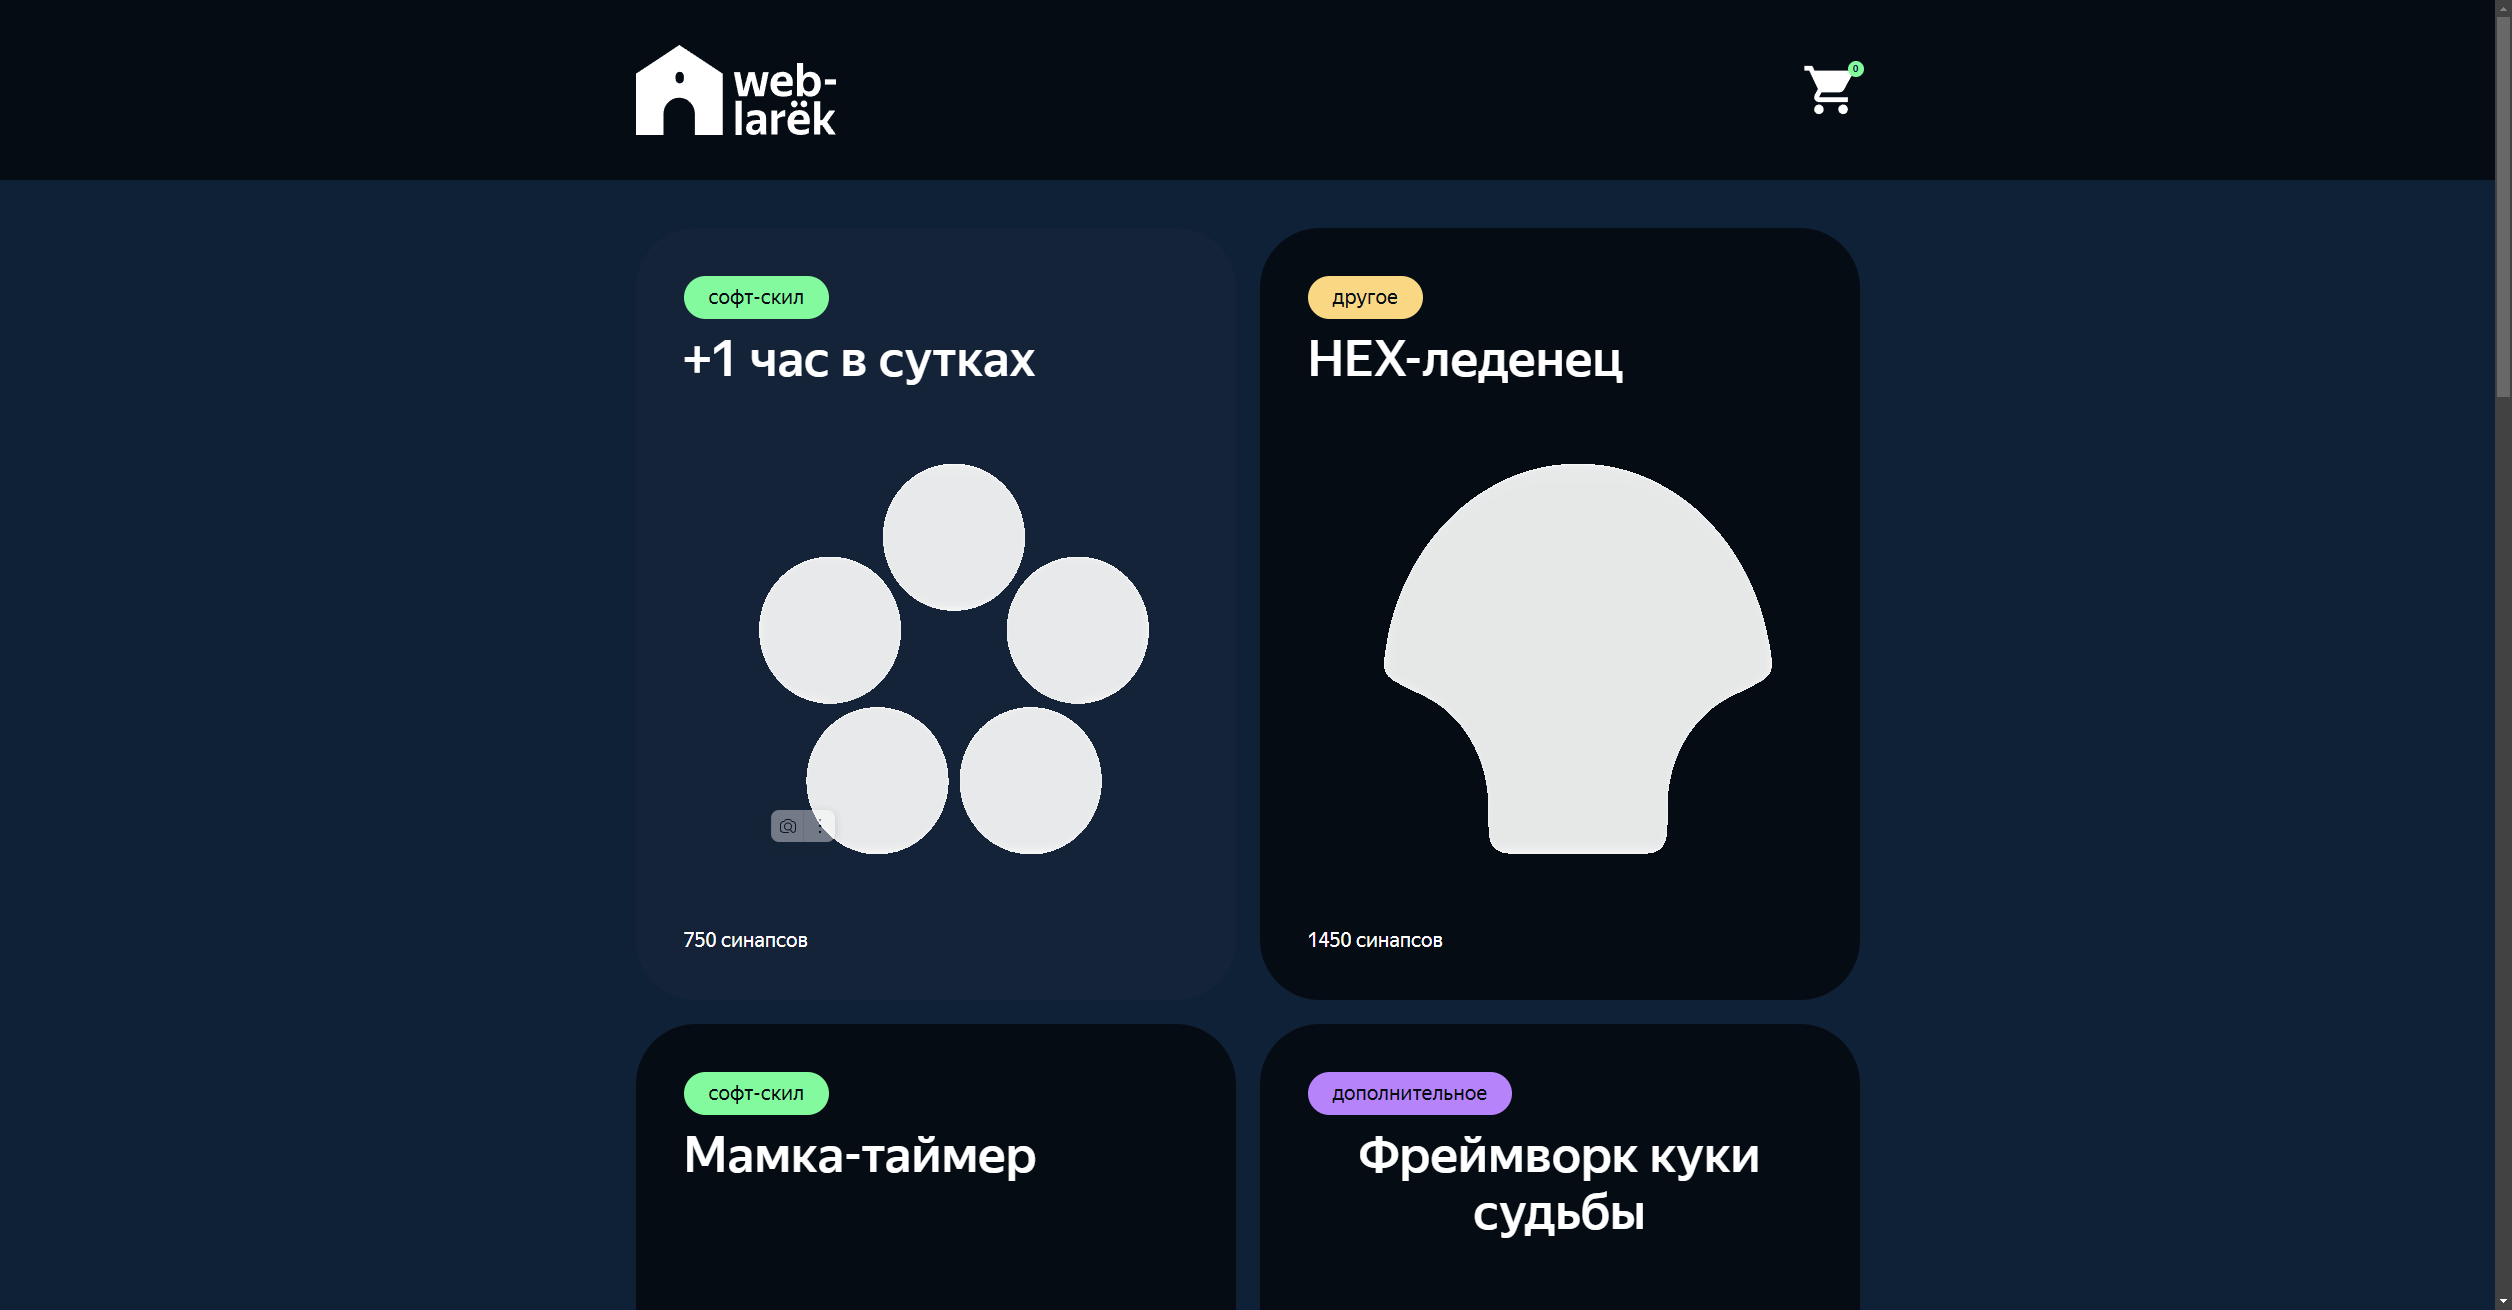 web-
larëk
0
софт-скил
+1 час в сутках
750 синапсов
другое
HEX-леденец
1450 синапсов
софт-скил
Мамка-таймер
дополнительное
Фреймворк куки
судьбы